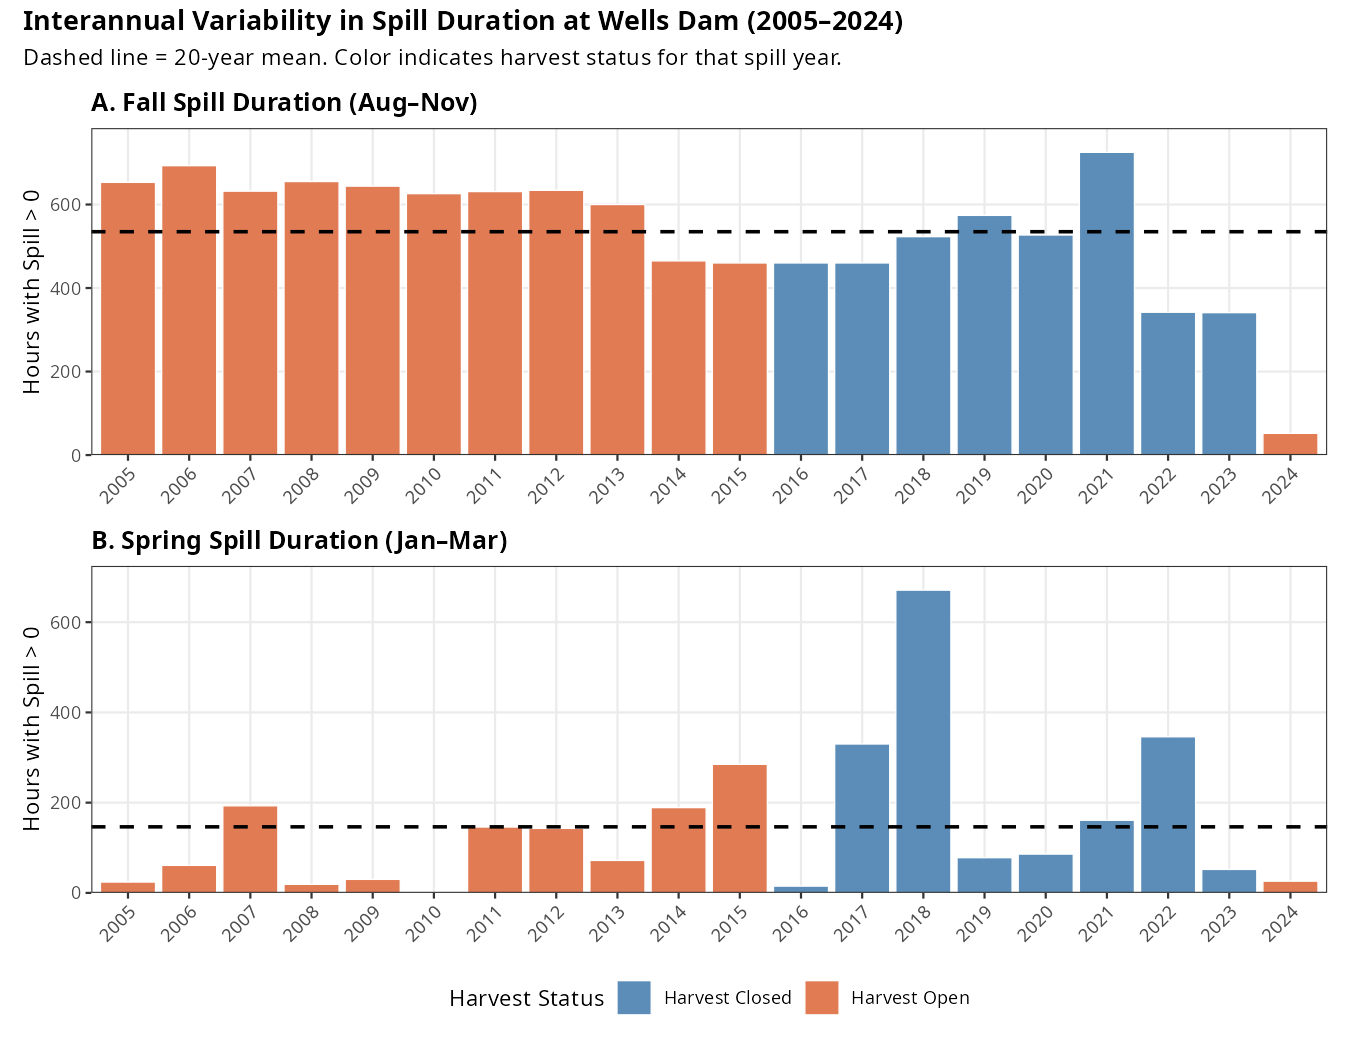 Interannual Variability in Spill Duration at Wells Dam (2005–2024)
Dashed line = 20-year mean. Color indicates harvest status for that spill year.
A. Fall Spill Duration (Aug–Nov)
Hours with Spill > 0
600
400
200
0
2005 2006 2007 2008 2009 2010 2011 2012 2013 2014 2015 2016 2017 2018 2019 2020 2021 2022 2023 2024
B. Spring Spill Duration (Jan–Mar)
Hours with Spill > 0
600
400
200
0
2005 2006 2007 2008 2009 2010 2011 2012 2013 2014 2015 2016 2017 2018 2019 2020 2021 2022 2023 2024
Harvest Status Harvest Closed Harvest Open